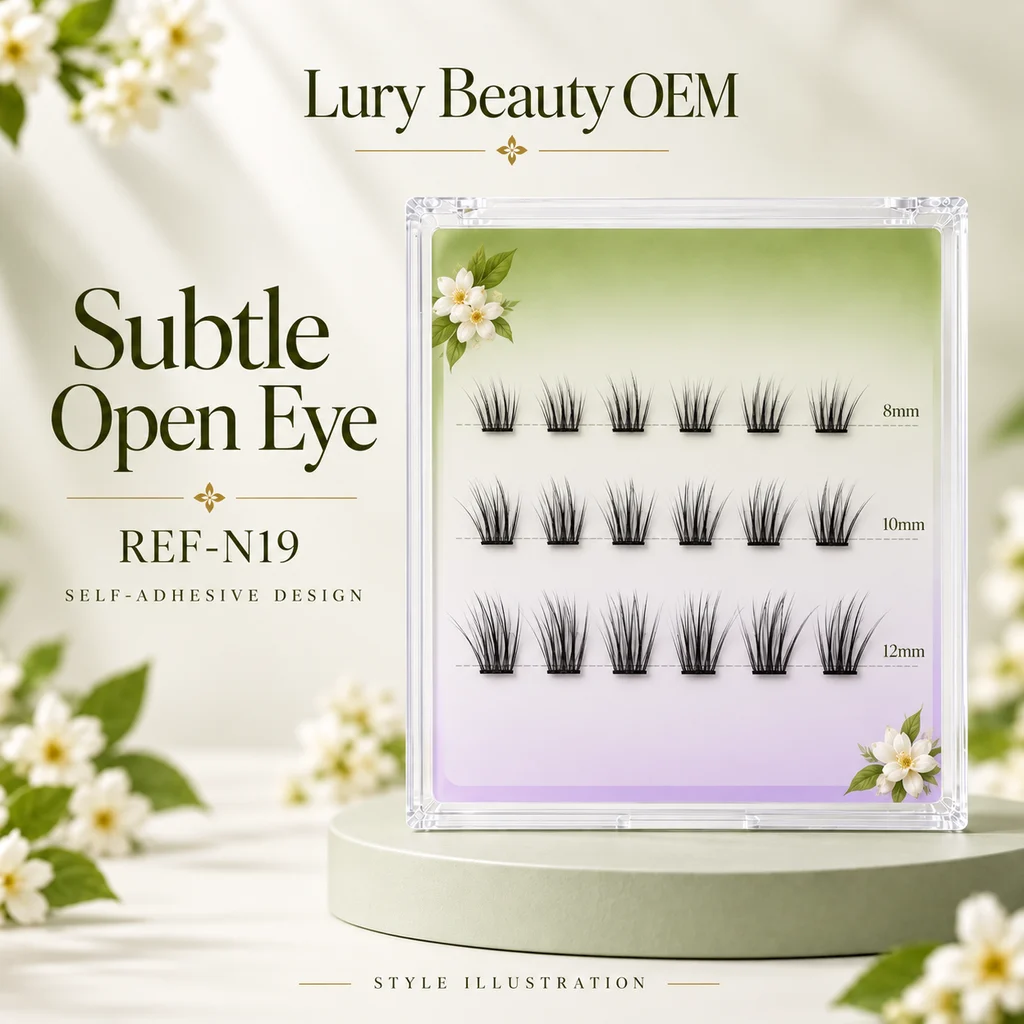 Lury Beauty OEM
Subtle
Open Eye
REF-N19
SELF-ADHESIVE DESIGN
8mm
10mm
12mm
STYLE ILLUSTRATION